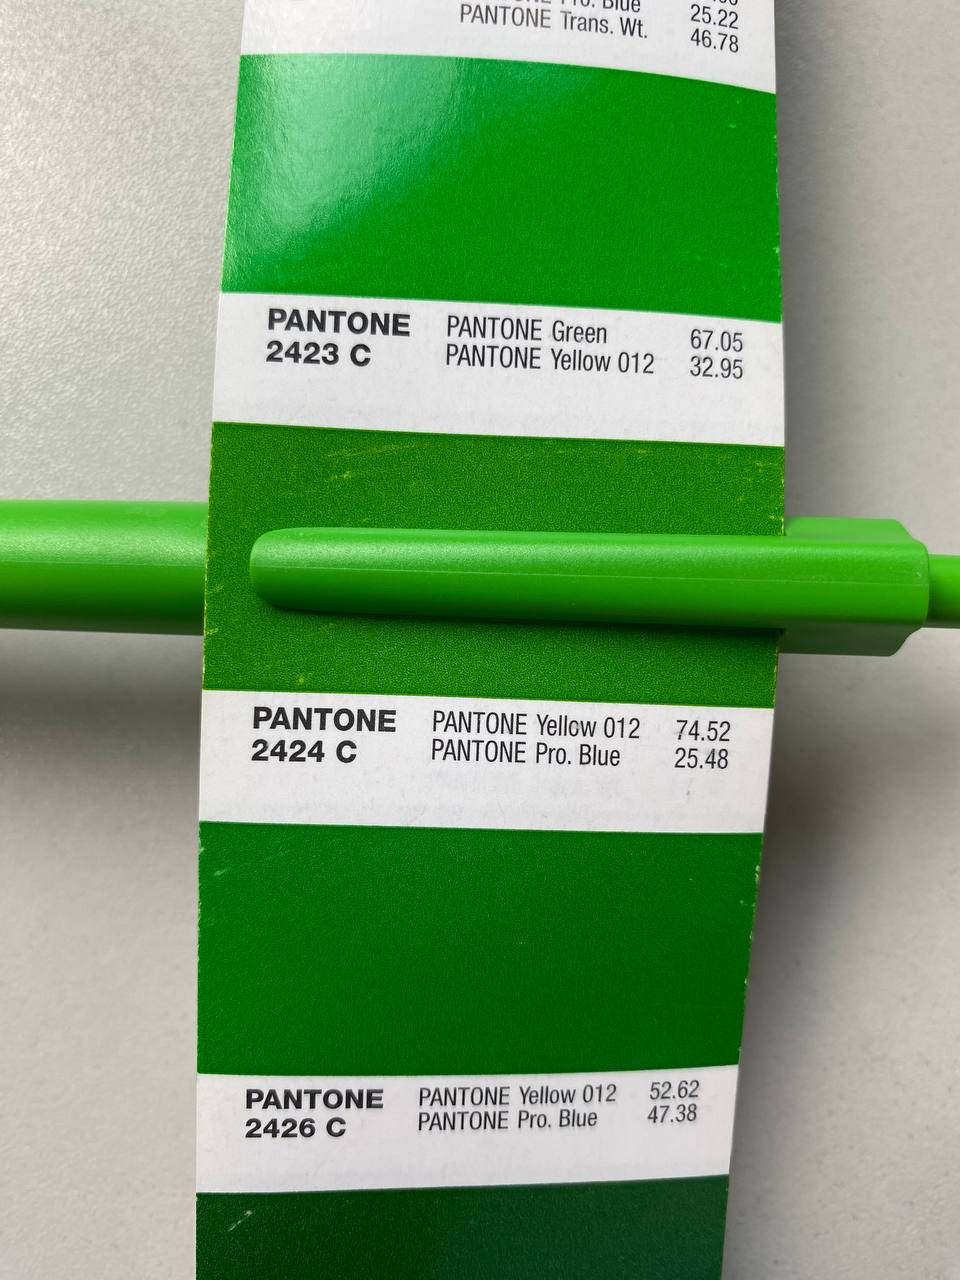 Pro. Blue 25.22
PANTONE Trans. Wt. 46.78
PANTONE PANTONE Green 67.05
2423 C PANTONE Yellow 012 32.95
PANTONE PANTONE Yellow 012 74.52
2424 C PANTONE Pro. Blue 25.48
PANTONE PANTONE Yellow 012 52.62
2426 C PANTONE Pro. Blue 47.38